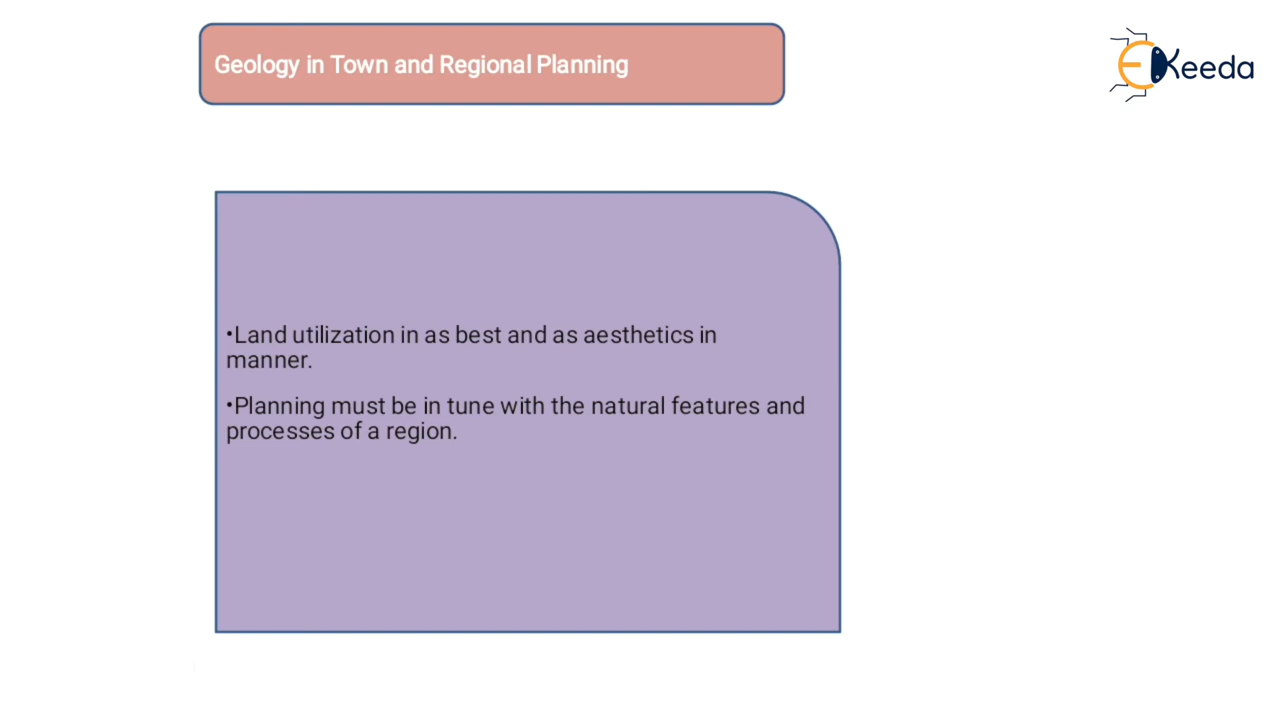 Geology in Town and Regional Planning
EKeeda
•Land utilization in as best and as aesthetics in
manner.
•Planning must be in tune with the natural features and
processes of a region.